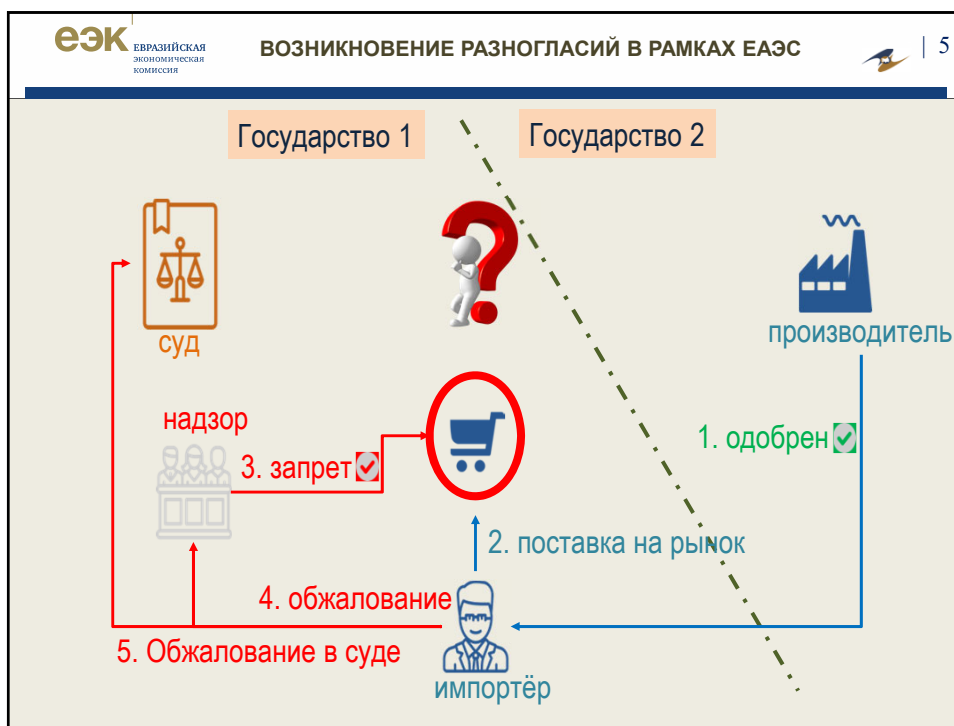 еэк ЕВРАЗИЙСКАЯ
экономическая
комиссия
ВОЗНИКНОВЕНИЕ РАЗНОГЛАСИЙ В РАМКАХ ЕАЭС
| 5
Государство 1
Государство 2
суд
производитель
надзор
3. запрет
1. одобрен
2. поставка на рынок
4. обжалование
5. Обжалование в суде
импортёр